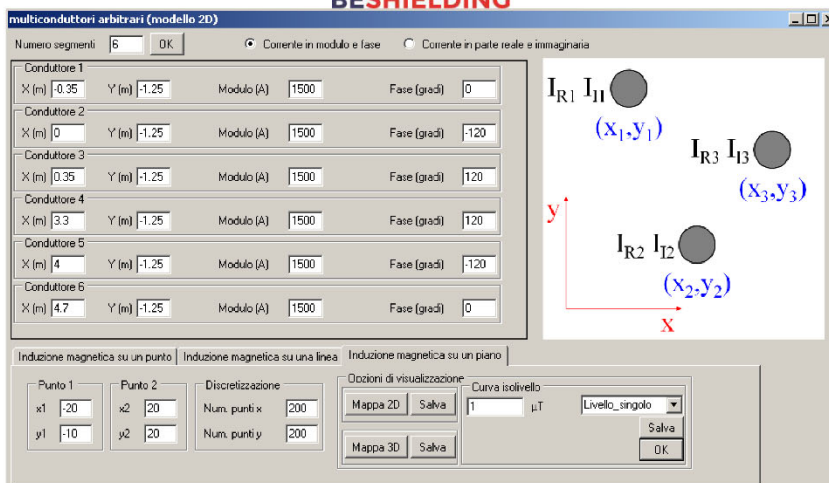 BESHIELDING
multiconduttori arbitrari (modello 2D)
Numero segmenti 6 OK Corrente in modulo e fase Corrente in parte reale e immaginaria
Conduttore 1
X (m) -0.35 Y (m) -1.25 Modulo (A) 1500 Fase (gradi) 0
Conduttore 2
X (m) 0 Y (m) -1.25 Modulo (A) 1500 Fase (gradi) -120
Conduttore 3
X (m) 0.35 Y (m) -1.25 Modulo (A) 1500 Fase (gradi) 120
Conduttore 4
X (m) 3.3 Y (m) -1.25 Modulo (A) 1500 Fase (gradi) 120
Conduttore 5
X (m) 4 Y (m) -1.25 Modulo (A) 1500 Fase (gradi) -120
Conduttore 6
X (m) 4.7 Y (m) -1.25 Modulo (A) 1500 Fase (gradi) 0
IR1 II1
(x1,y1)
IR3 II3
(x3,y3)
y
IR2 II2
(x2,y2)
x
Induzione magnetica su un punto Induzione magnetica su una linea Induzione magnetica su un piano
Punto 1 Punto 2 Discretizzazione Opzioni di visualizzazione Curva isolivello
x1 -20 x2 20 Num. punti x 200 Mappa 2D Salva 1 µT Livello_singolo
y1 -10 y2 20 Num. punti y 200 Mappa 3D Salva Salva
OK